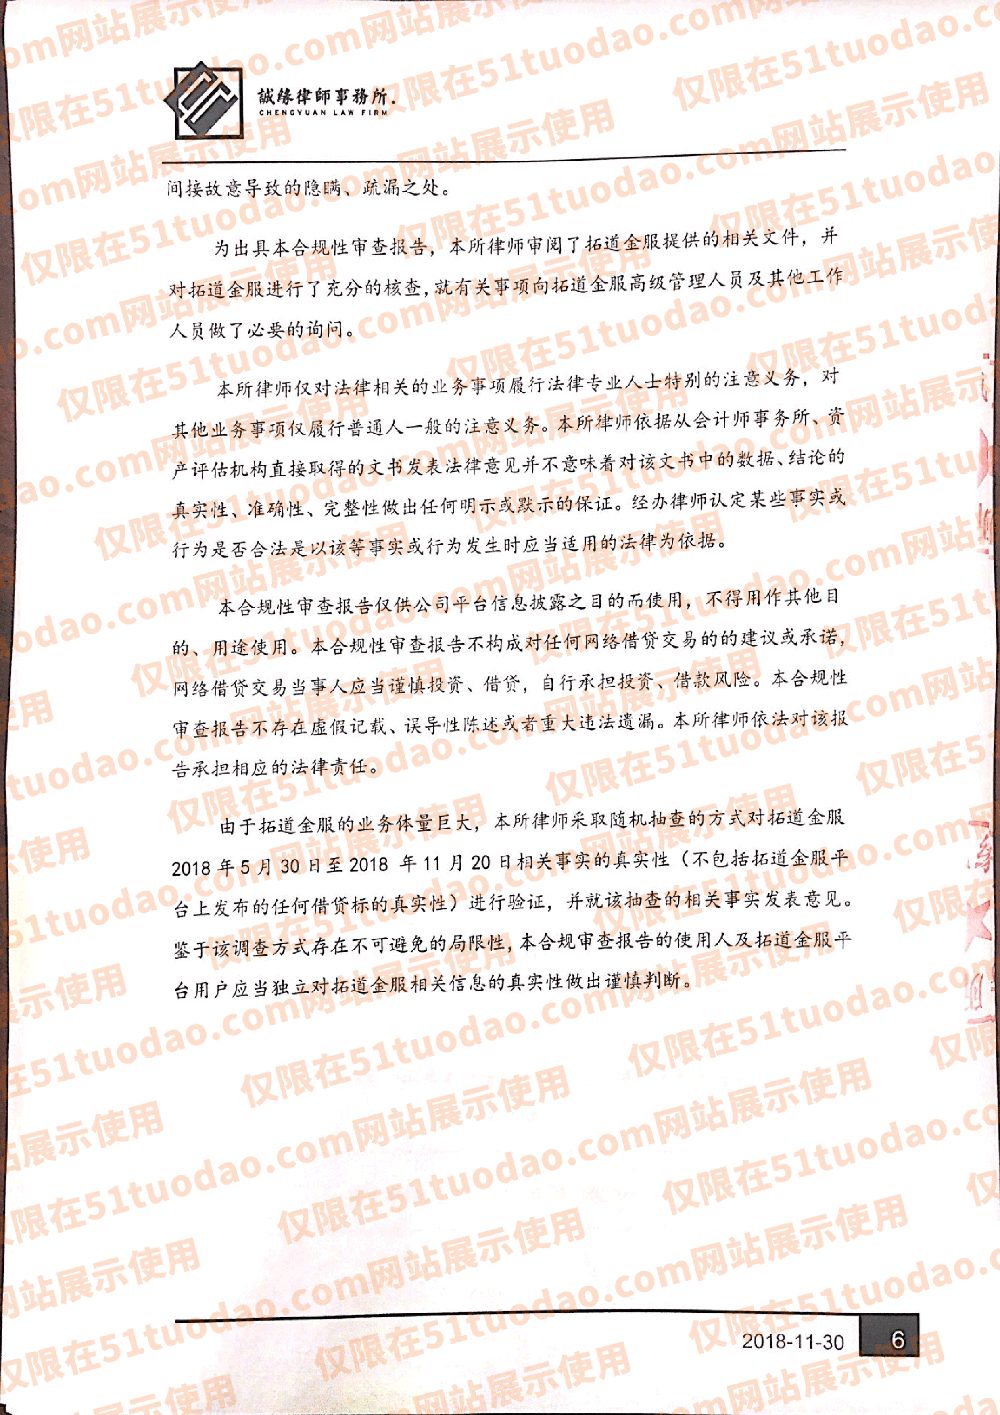 誠缘律師事務所.
CHENGYUAN LAW FIRM
间接故意导致的隐瞒、疏漏之处。
为出具本合规性审查报告，本所律师审阅了拓道金服提供的相关文件，并
对拓道金服进行了充分的核查，就有关事项向拓道金服高级管理人员及其他工作
人员做了必要的询问。
本所律师仅对法律相关的业务事项履行法律专业人士特别的注意义务，对
其他业务事项仅履行普通人一般的注意义务。本所律师依据从会计师事务所、资
产评估机构直接取得的文书发表法律意见并不意味着对该文书中的数据、结论的
真实性、准确性、完整性做出任何明示或默示的保证。经办律师认定某些事实或
行为是否合法是以该等事实或行为发生时应当适用的法律为依据。
本合规性审查报告仅供公司平台信息披露之目的而使用，不得用作其他目
的、用途使用。本合规性审查报告不构成对任何网络借贷交易的的建议或承诺，
网络借贷交易当事人应当谨慎投资、借贷，自行承担投资、借款风险。本合规性
审查报告不存在虚假记载、误导性陈述或者重大违法遗漏。本所律师依法对该报
告承担相应的法律责任。
由于拓道金服的业务体量巨大，本所律师采取随机抽查的方式对拓道金服
2018 年 5 月 30 日至 2018 年 11 月 20 日相关事实的真实性（不包括拓道金服平
台上发布的任何借贷标的真实性）进行验证，并就该抽查的相关事实发表意见。
鉴于该调查方式存在不可避免的局限性，本合规审查报告的使用人及拓道金服平
台用户应当独立对拓道金服相关信息的真实性做出谨慎判断。
2018-11-30
6
仅限在51tuodao.com网站展示使用